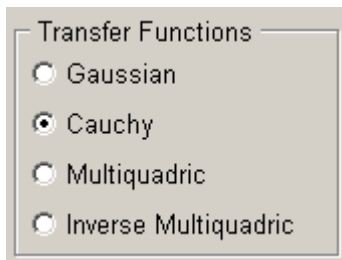 Transfer Functions
Gaussian
Cauchy
Multiquadric
Inverse Multiquadric